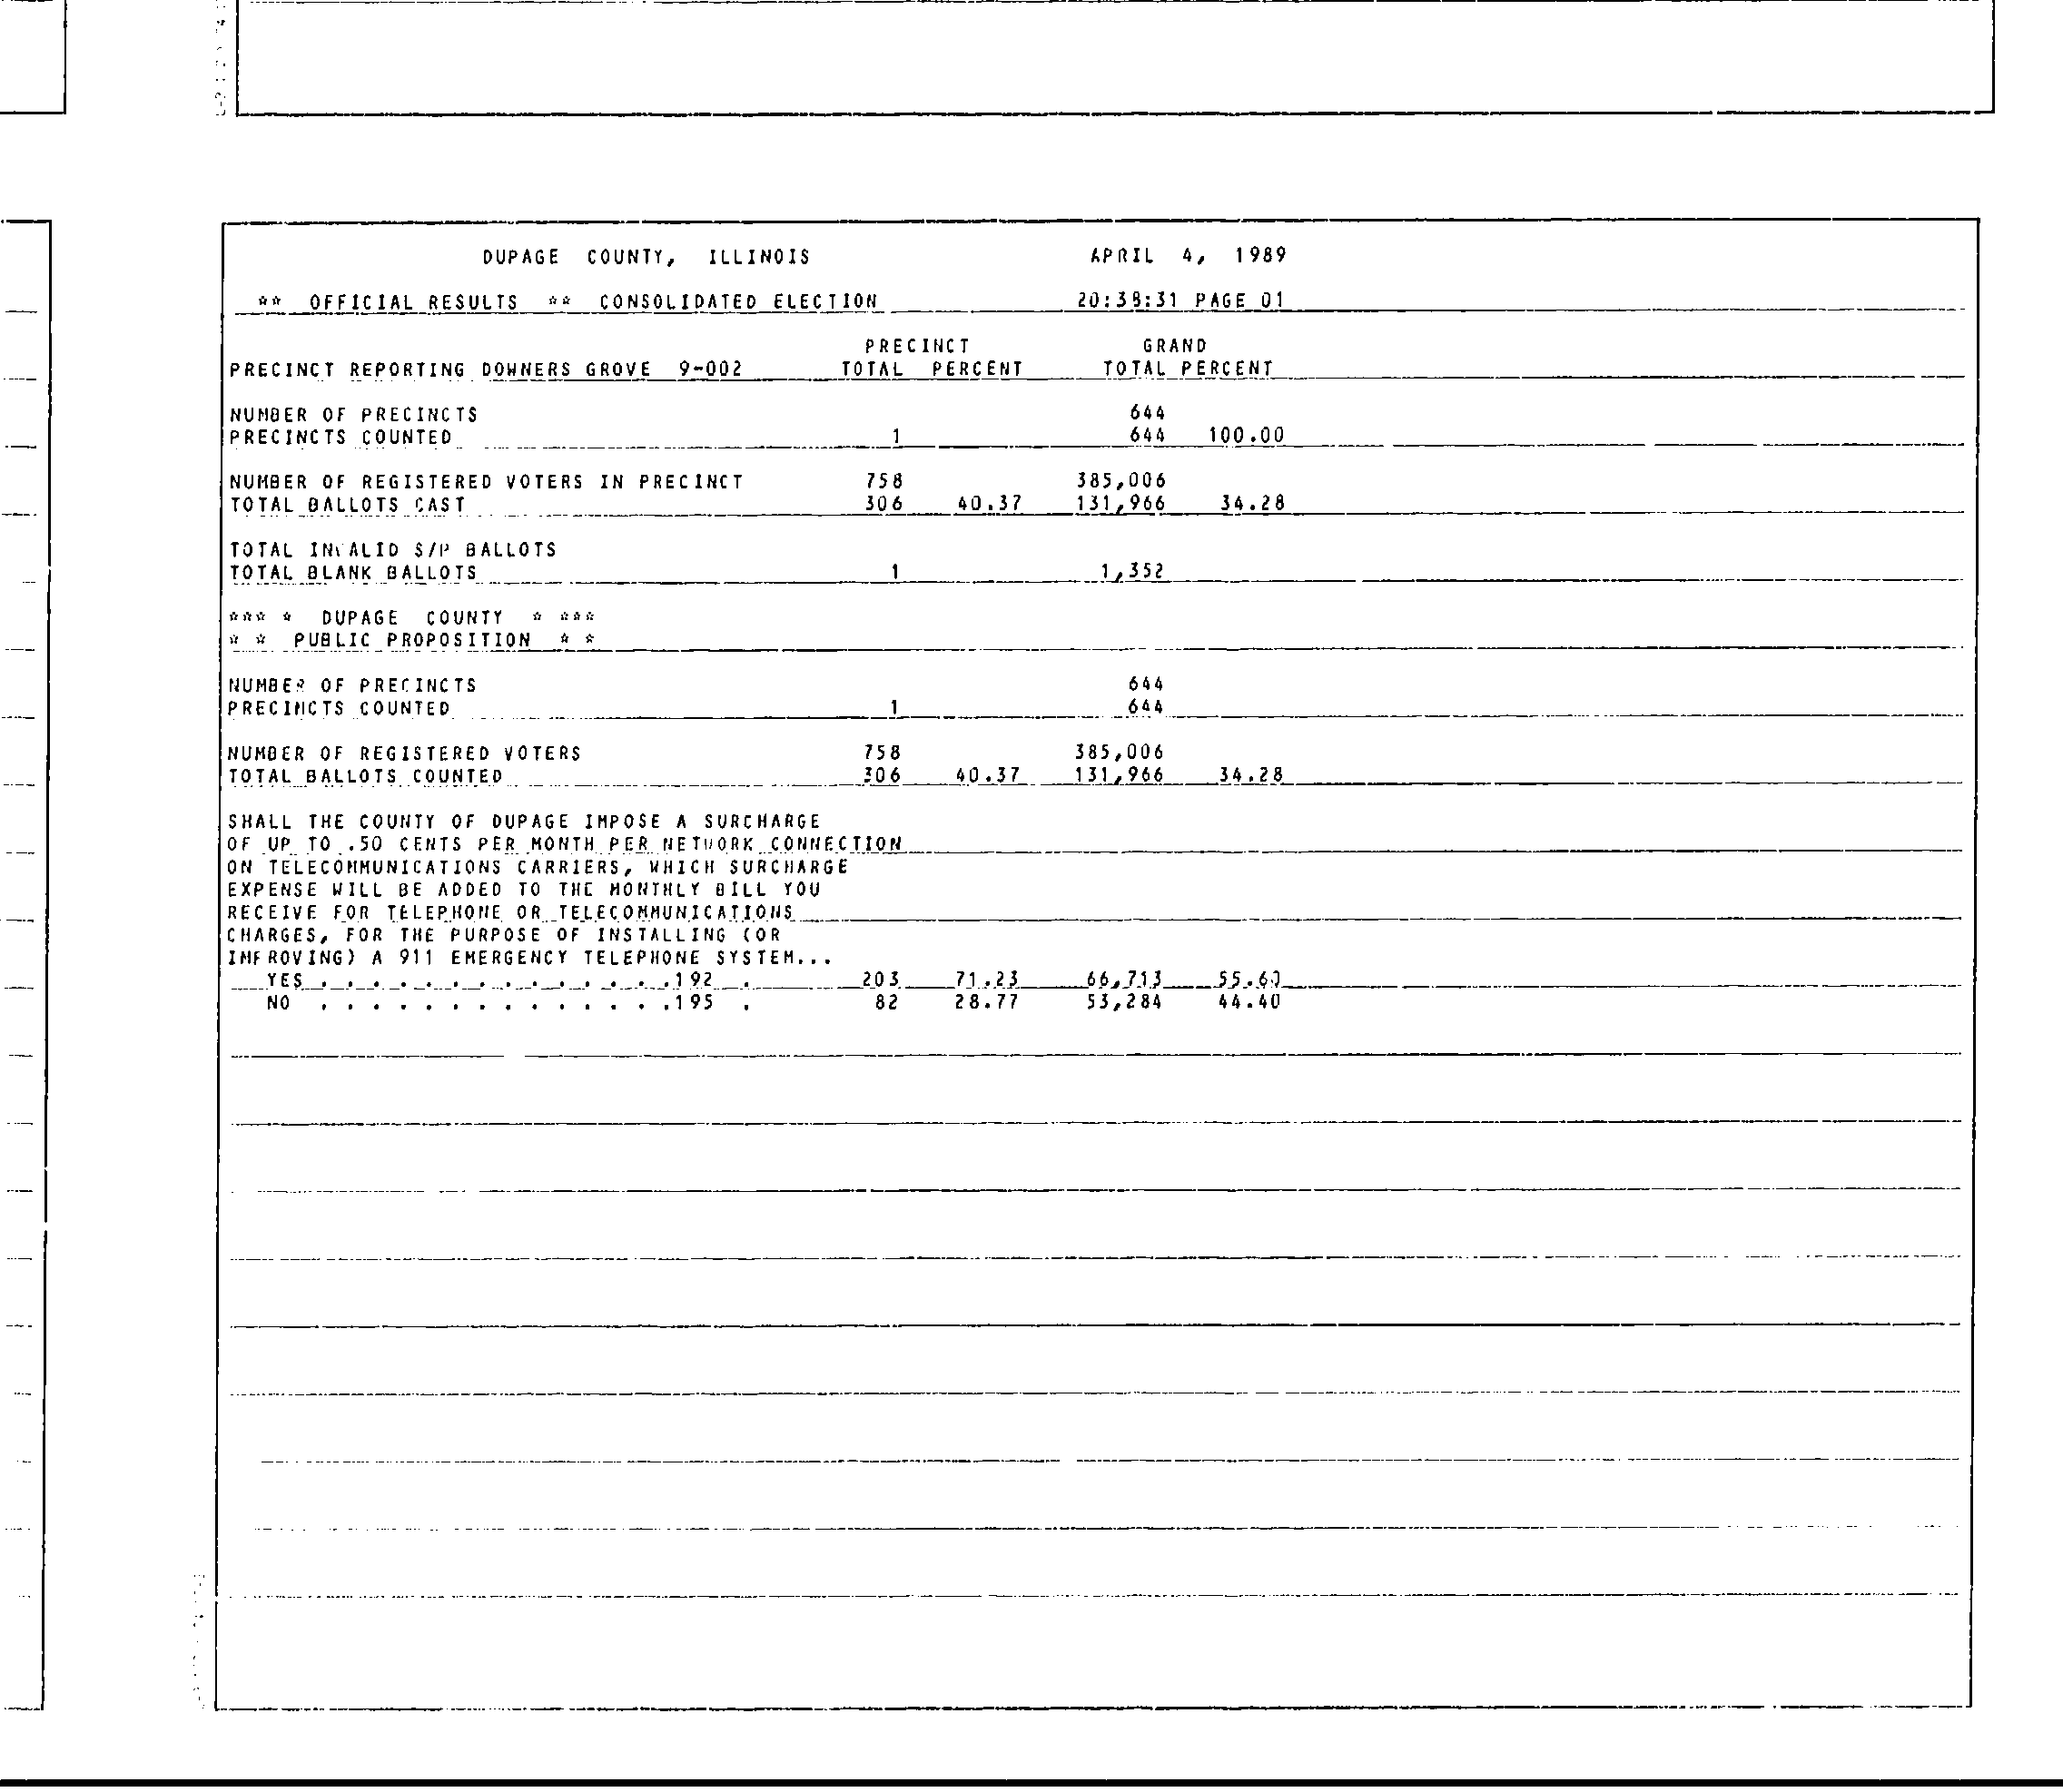 DUPAGE COUNTY, ILLINOIS APRIL 4, 1989
** OFFICIAL RESULTS ** CONSOLIDATED ELECTION 20:38:31 PAGE 01
PRECINCT GRAND
PRECINCT REPORTING DOWNERS GROVE 9-002 TOTAL PERCENT TOTAL PERCENT
NUMBER OF PRECINCTS 644
PRECINCTS COUNTED 1 644 100.00
NUMBER OF REGISTERED VOTERS IN PRECINCT 758 385,006
TOTAL BALLOTS CAST 306 40.37 131,966 34.28
TOTAL INVALID S/P BALLOTS
TOTAL BLANK BALLOTS 1 1,352
*** * DUPAGE COUNTY * ***
* * PUBLIC PROPOSITION * *
NUMBER OF PRECINCTS 644
PRECINCTS COUNTED 1 644
NUMBER OF REGISTERED VOTERS 758 385,006
TOTAL BALLOTS COUNTED 306 40.37 131,966 34.28
SHALL THE COUNTY OF DUPAGE IMPOSE A SURCHARGE
OF UP TO .50 CENTS PER MONTH PER NETWORK CONNECTION
ON TELECOMMUNICATIONS CARRIERS, WHICH SURCHARGE
EXPENSE WILL BE ADDED TO THE MONTHLY BILL YOU
RECEIVE FOR TELEPHONE OR TELECOMMUNICATIONS
CHARGES, FOR THE PURPOSE OF INSTALLING (OR
IMPROVING) A 911 EMERGENCY TELEPHONE SYSTEM...
YES . . . . . . . . . . . . . .192 . 203 71.23 66,713 55.60
NO . . . . . . . . . . . . . .195 . 82 28.77 53,284 44.40